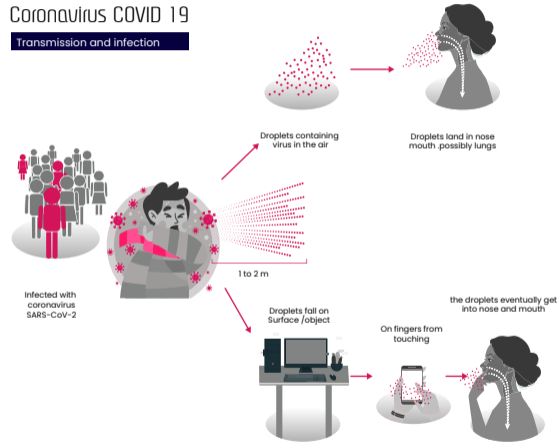 Coronavirus COVID 19
Transmission and infection
Droplets containing
virus in the air
Droplets land in nose
mouth .possibly lungs
1 to 2 m
Infected with
coronavirus
SARS-CoV-2
Droplets fall on
Surface /object
On fingers from
touching
the droplets eventually get
into nose and mouth